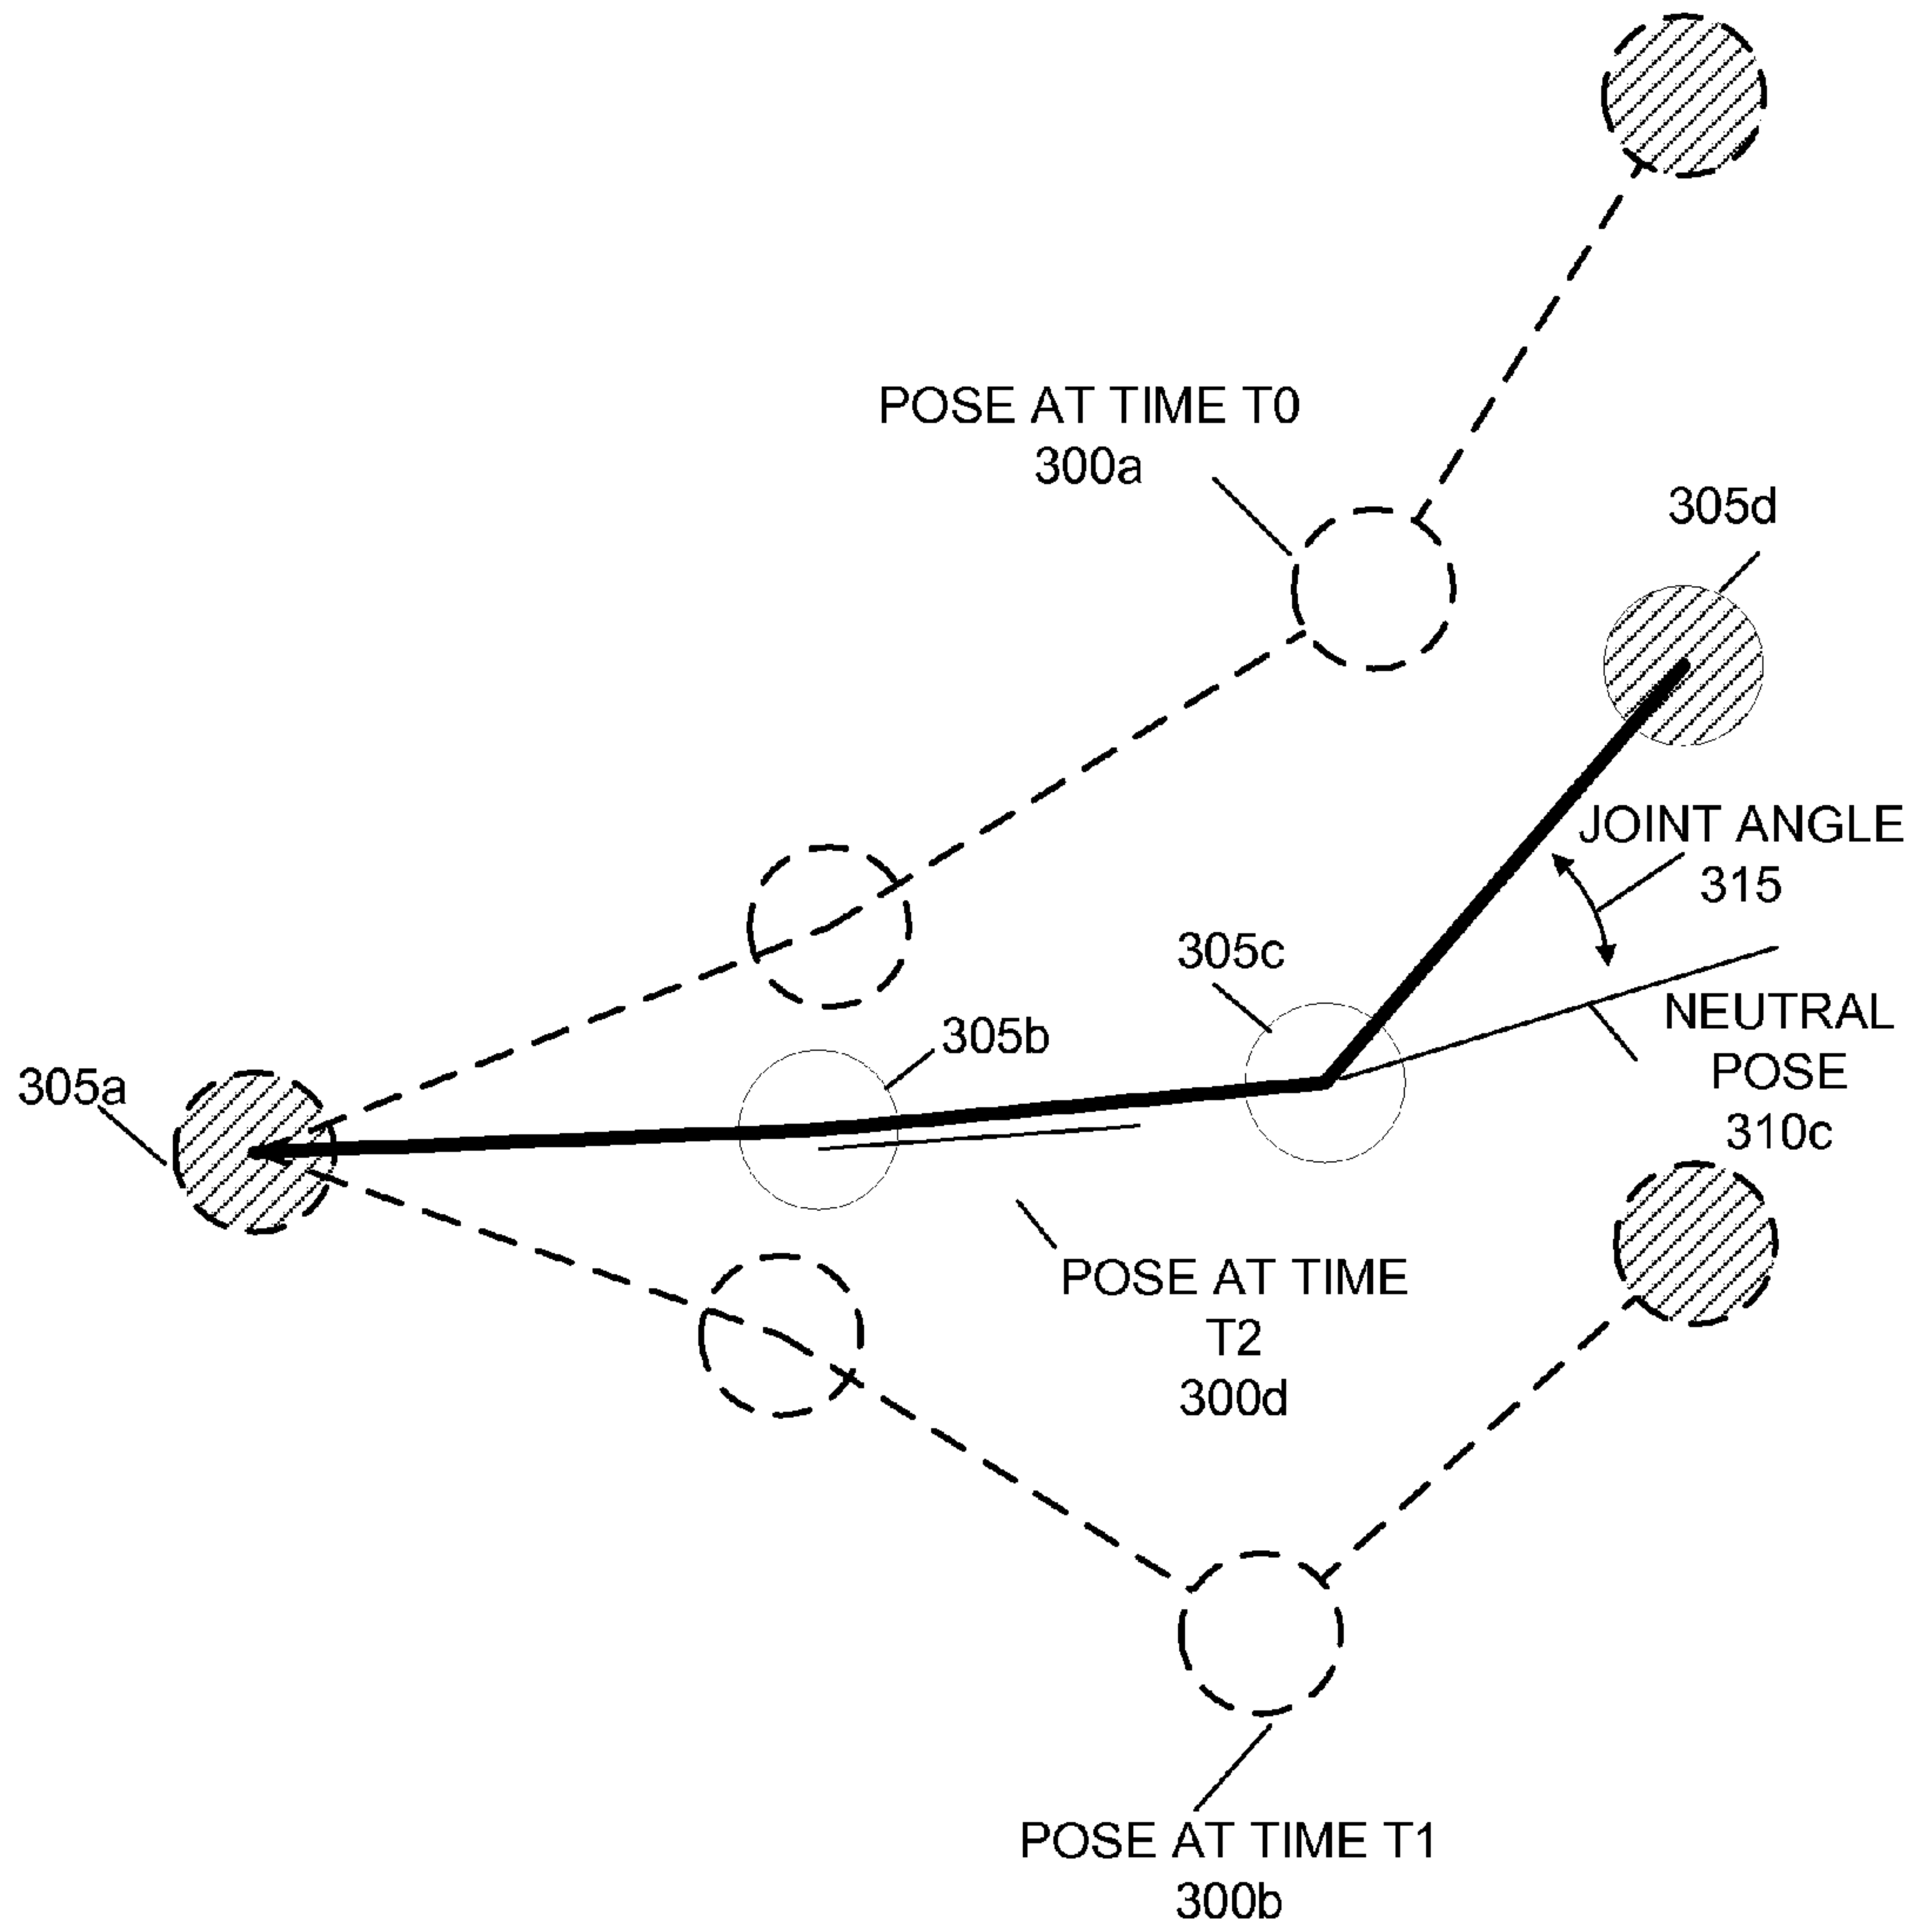 POSE AT TIME T0
300a
305d
JOINT ANGLE
315
305c
NEUTRAL
POSE
310c
305b
305a
POSE AT TIME
T2
300d
POSE AT TIME T1
300b